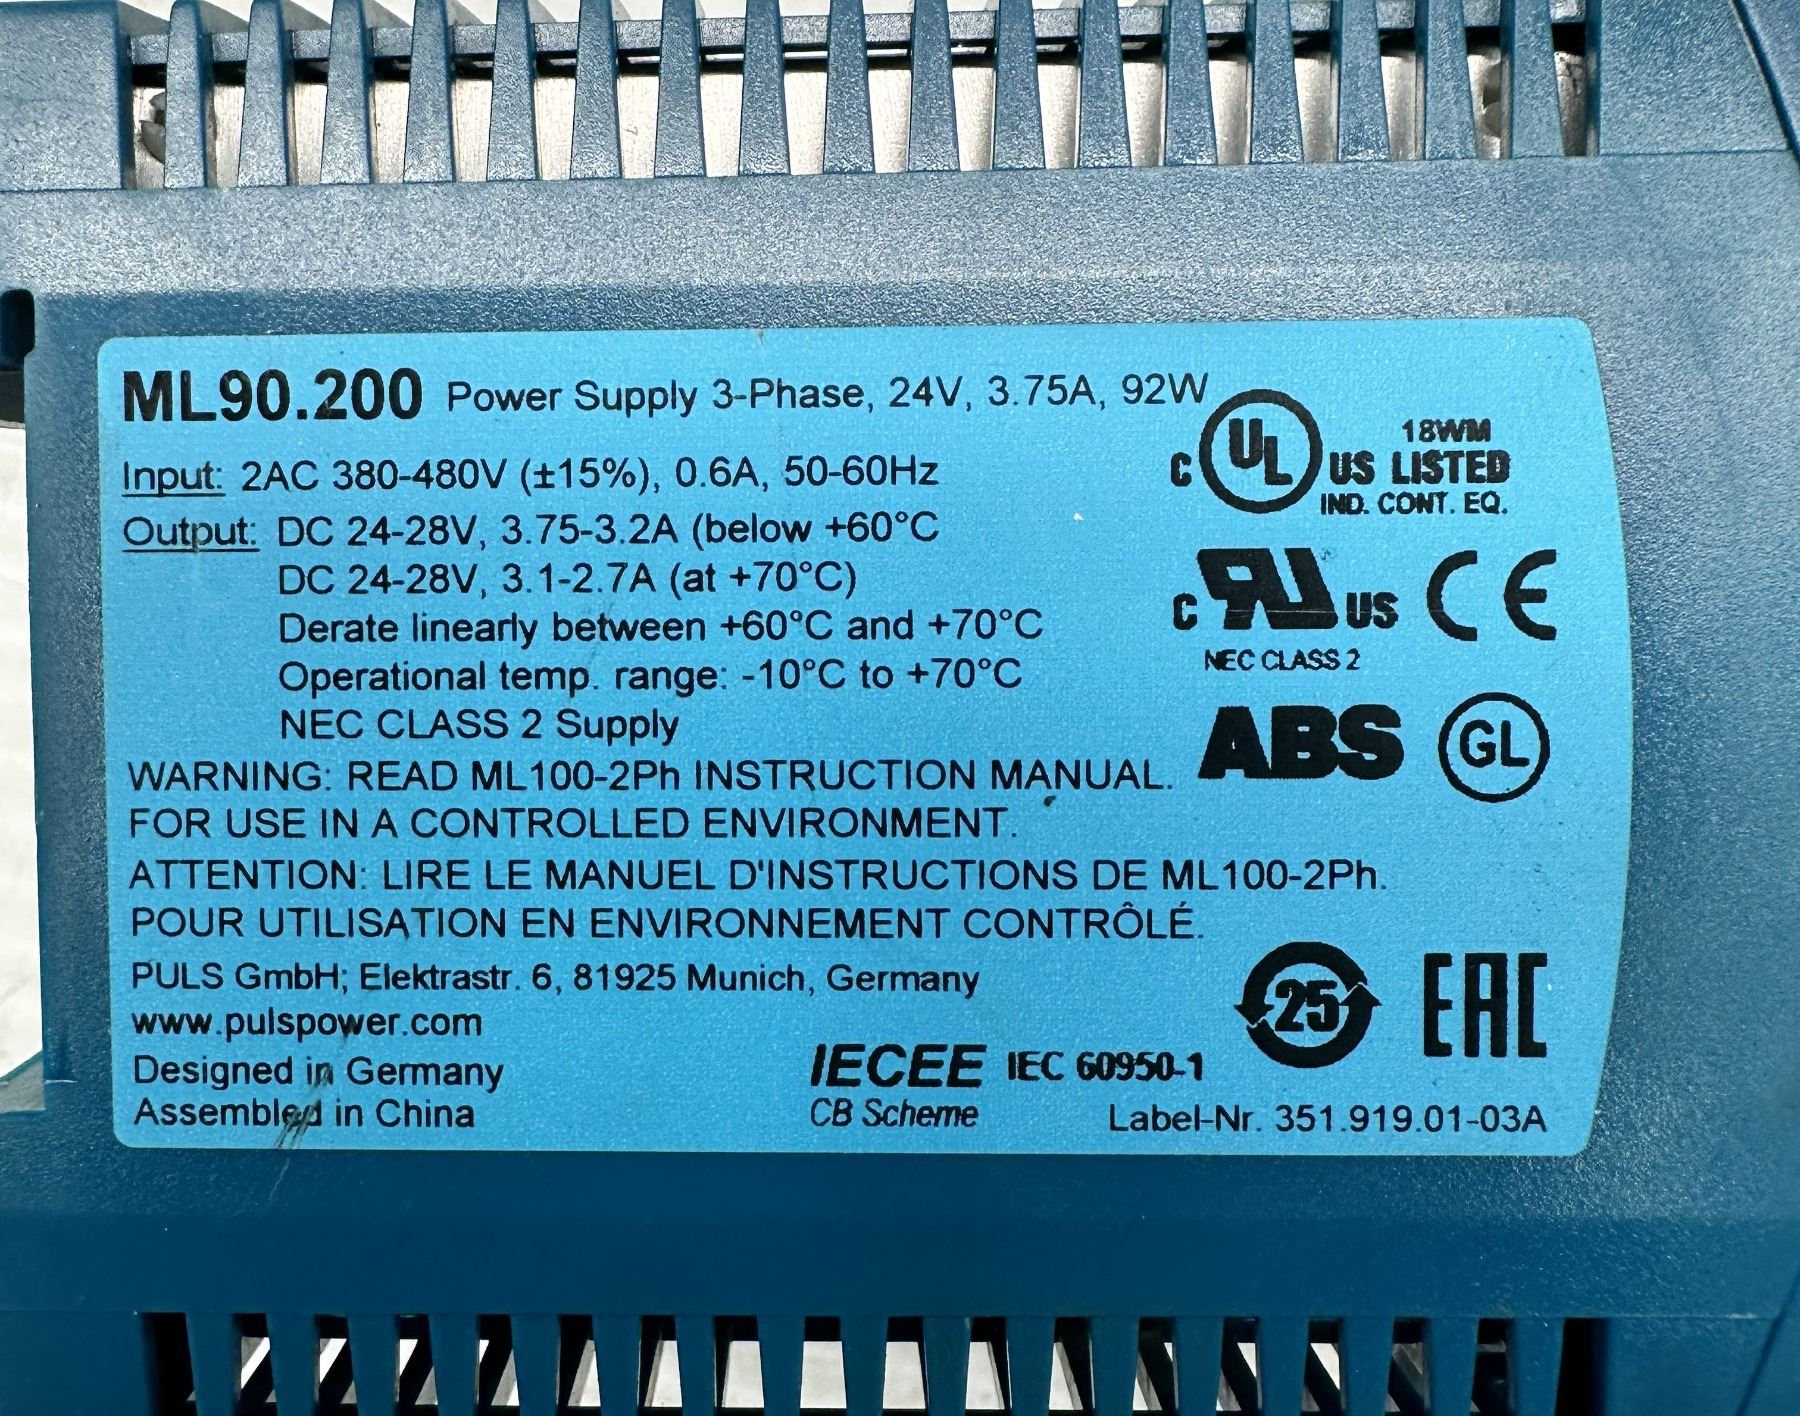 ML90.200 Power Supply 3-Phase, 24V, 3.75A, 92W
Input: 2AC 380-480V (±15%), 0.6A, 50-60Hz
Output: DC 24-28V, 3.75-3.2A (below +60°C
DC 24-28V, 3.1-2.7A (at +70°C)
Derate linearly between +60°C and +70°C
Operational temp. range: -10°C to +70°C
NEC CLASS 2 Supply
WARNING: READ ML100-2Ph INSTRUCTION MANUAL.
FOR USE IN A CONTROLLED ENVIRONMENT.
ATTENTION: LIRE LE MANUEL D'INSTRUCTIONS DE ML100-2Ph.
POUR UTILISATION EN ENVIRONNEMENT CONTRÔLÉ.
PULS GmbH; Elektrastr. 6, 81925 Munich, Germany
www.pulspower.com
Designed in Germany
Assembled in China
18WM
C UL US LISTED
IND. CONT. EQ.
C RU US CE
NEC CLASS 2
ABS GL
25 EAC
IECEE IEC 60950-1
CB Scheme
Label-Nr. 351.919.01-03A